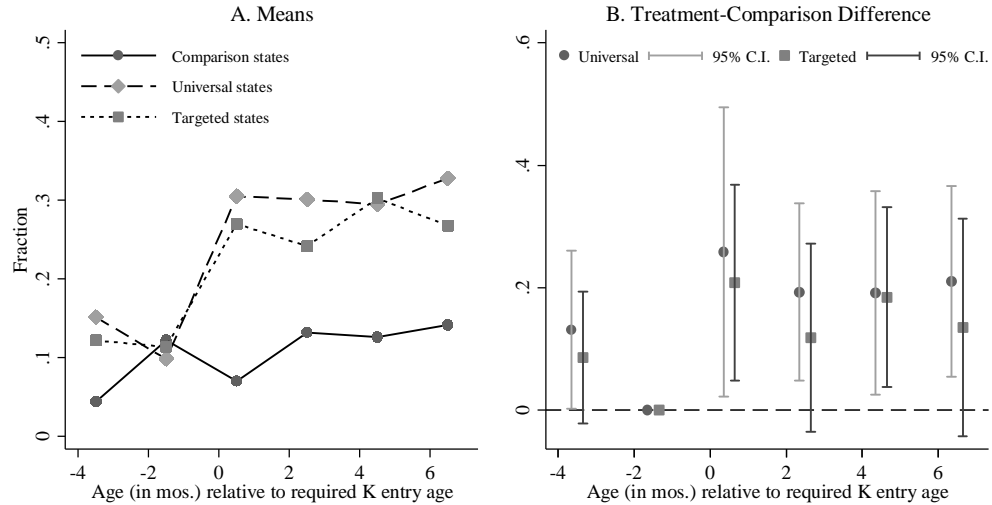 A. Means
Fraction
.5
.4
.3
.2
.1
0
Comparison states
Universal states
Targeted states
-4 -2 0 2 4 6
Age (in mos.) relative to required K entry age
B. Treatment-Comparison Difference
.6
.4
.2
0
Universal 95% C.I. Targeted 95% C.I.
-4 -2 0 2 4 6
Age (in mos.) relative to required K entry age